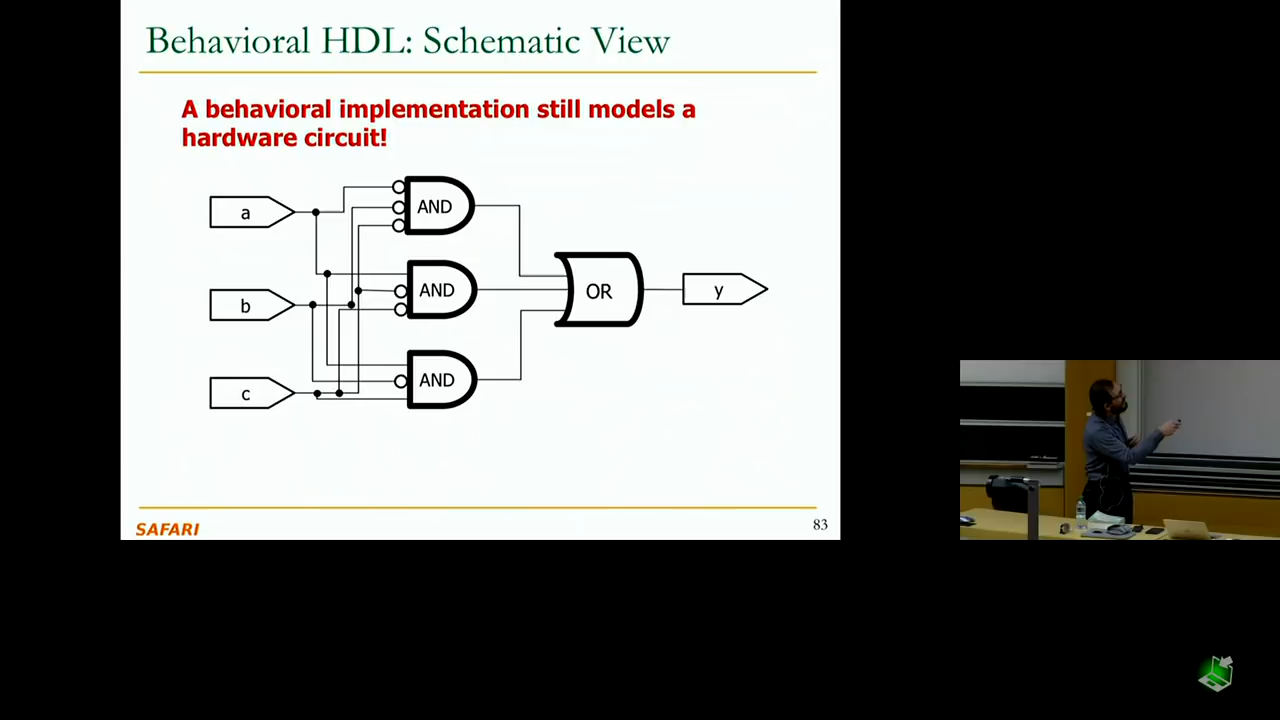 Behavioral HDL: Schematic View
A behavioral implementation still models a
hardware circuit!
a
AND
b
AND
OR
y
c
AND
SAFARI
83